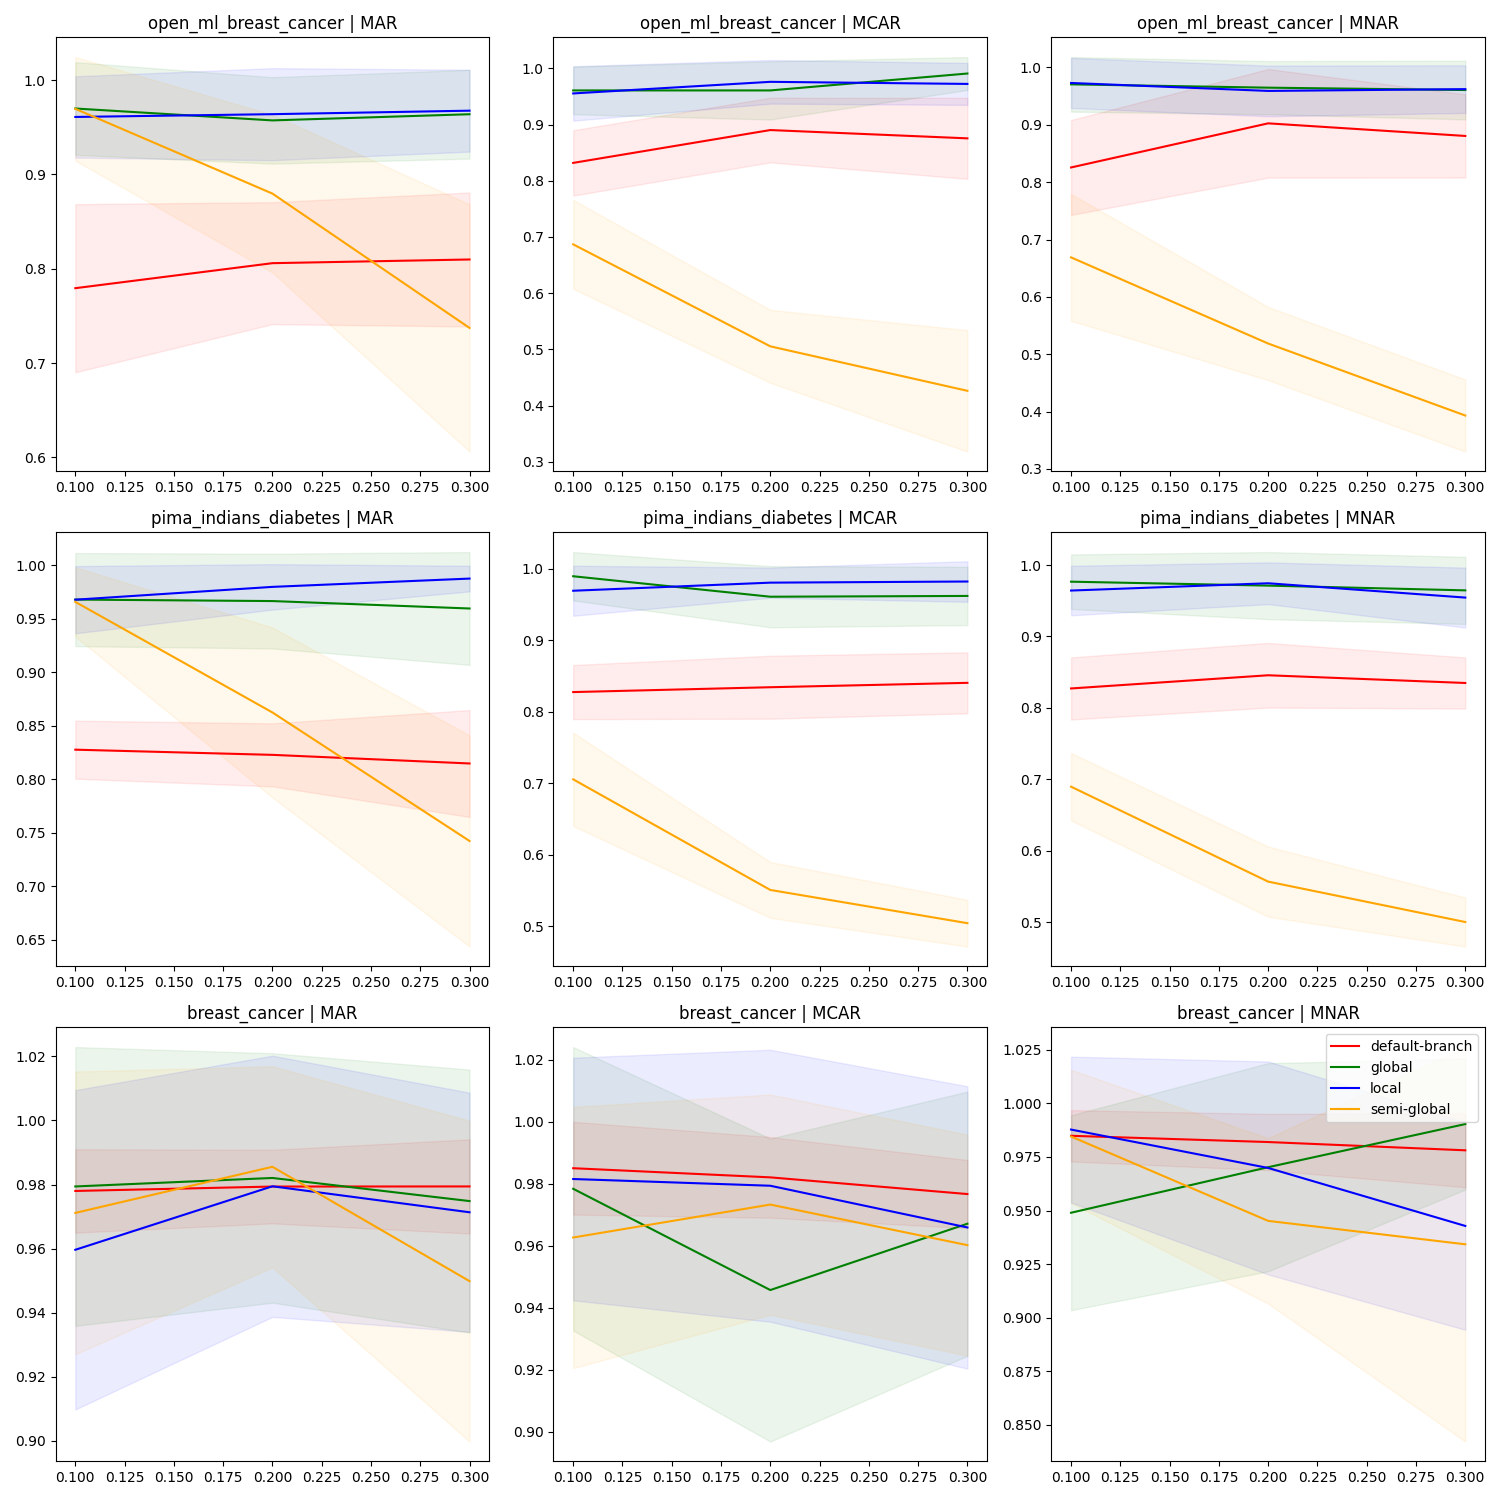 open_ml_breast_cancer | MAR
1.0
0.9
0.8
0.7
0.6
0.100 0.125 0.150 0.175 0.200 0.225 0.250 0.275 0.300
open_ml_breast_cancer | MCAR
1.0
0.9
0.8
0.7
0.6
0.5
0.4
0.3
0.100 0.125 0.150 0.175 0.200 0.225 0.250 0.275 0.300
open_ml_breast_cancer | MNAR
1.0
0.9
0.8
0.7
0.6
0.5
0.4
0.3
0.100 0.125 0.150 0.175 0.200 0.225 0.250 0.275 0.300
pima_indians_diabetes | MAR
1.00
0.95
0.90
0.85
0.80
0.75
0.70
0.65
0.100 0.125 0.150 0.175 0.200 0.225 0.250 0.275 0.300
pima_indians_diabetes | MCAR
1.0
0.9
0.8
0.7
0.6
0.5
0.100 0.125 0.150 0.175 0.200 0.225 0.250 0.275 0.300
pima_indians_diabetes | MNAR
1.0
0.9
0.8
0.7
0.6
0.5
0.100 0.125 0.150 0.175 0.200 0.225 0.250 0.275 0.300
breast_cancer | MAR
1.02
1.00
0.98
0.96
0.94
0.92
0.90
0.100 0.125 0.150 0.175 0.200 0.225 0.250 0.275 0.300
breast_cancer | MCAR
1.02
1.00
0.98
0.96
0.94
0.92
0.90
0.100 0.125 0.150 0.175 0.200 0.225 0.250 0.275 0.300
breast_cancer | MNAR
1.025
1.000
0.975
0.950
0.925
0.900
0.875
0.850
0.100 0.125 0.150 0.175 0.200 0.225 0.250 0.275 0.300
default-branch
global
local
semi-global